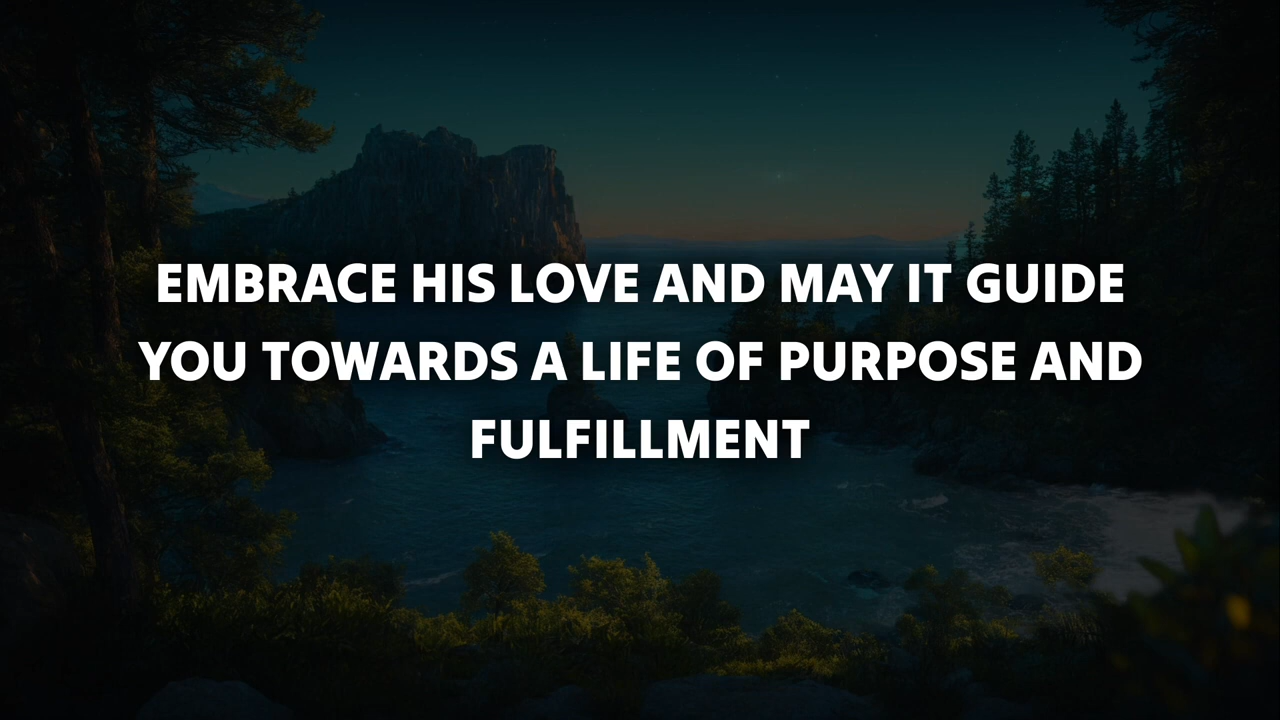 EMBRACE HIS LOVE AND MAY IT GUIDE
YOU TOWARDS A LIFE OF PURPOSE AND
FULFILLMENT